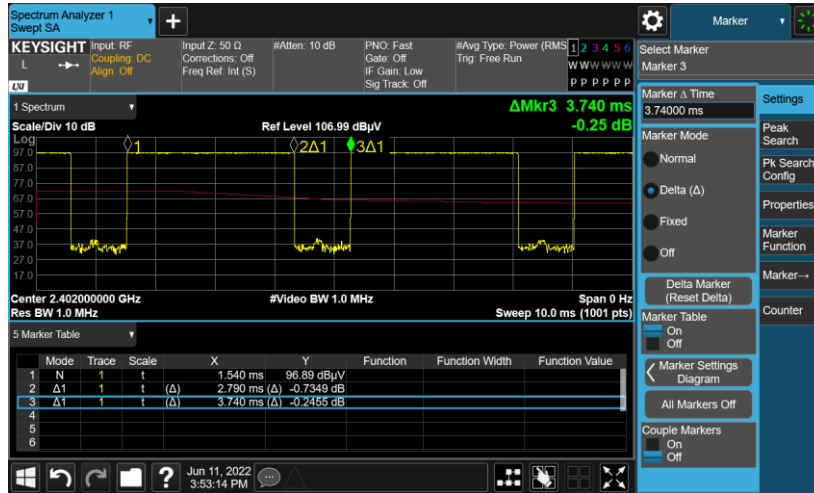 Spectrum Analyzer 1
Swept SA
+
Marker
KEYSIGHT Input: RF Input Z: 50 Ω #Atten: 10 dB PNO: Fast #Avg Type: Power (RMS 1 2 3 4 5 6
L Coupling: DC Corrections: Off Gate: Off Trig: Free Run W W W W W W
Align: Off Freq Ref: Int (S) IF Gain: Low
LXI Sig Track: Off P P P P P P
1 Spectrum
ΔMkr3 3.740 ms
Scale/Div 10 dB Ref Level 106.99 dBμV -0.25 dB
Log
1 2Δ1 3Δ1
97.0
87.0
77.0
67.0
57.0
47.0
37.0
27.0
17.0
Center 2.402000000 GHz #Video BW 1.0 MHz Span 0 Hz
Res BW 1.0 MHz Sweep 10.0 ms (1001 pts)
5 Marker Table
Mode Trace Scale X Y Function Function Width Function Value
1 N 1 t 1.540 ms 96.89 dBμV
2 Δ1 1 t (Δ) 2.790 ms (Δ) -0.7349 dB
3 Δ1 1 t (Δ) 3.740 ms (Δ) -0.2455 dB
4
5
6
?
Jun 11, 2022
3:53:14 PM
Select Marker
Marker 3
Marker Δ Time
3.74000 ms
Marker Mode
Normal
Delta (Δ)
Fixed
Off
Delta Marker
(Reset Delta)
Marker Table
On
Off
Marker Settings
Diagram
All Markers Off
Couple Markers
On
Off
Settings
Peak
Search
Pk Search
Config
Properties
Marker
Function
Marker→
Counter